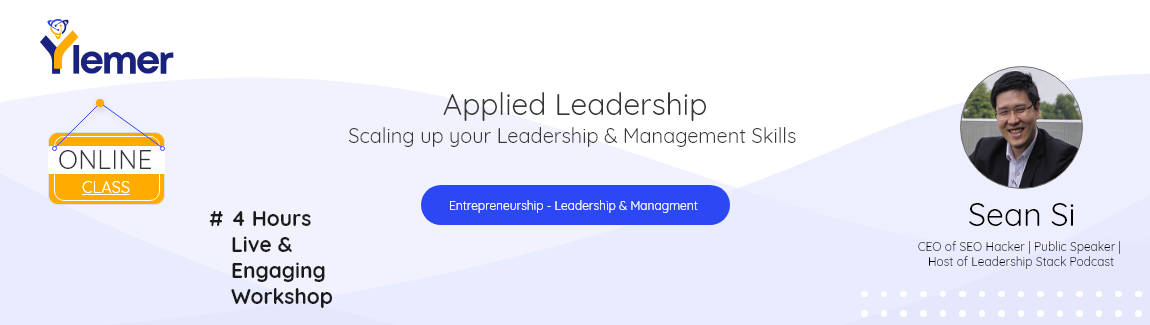 Ylemer
ONLINE
CLASS
# 4 Hours
Live &
Engaging
Workshop
Applied Leadership
Scaling up your Leadership & Management Skills
Entrepreneurship - Leadership & Managment
Sean Si
CEO of SEO Hacker | Public Speaker |
Host of Leadership Stack Podcast